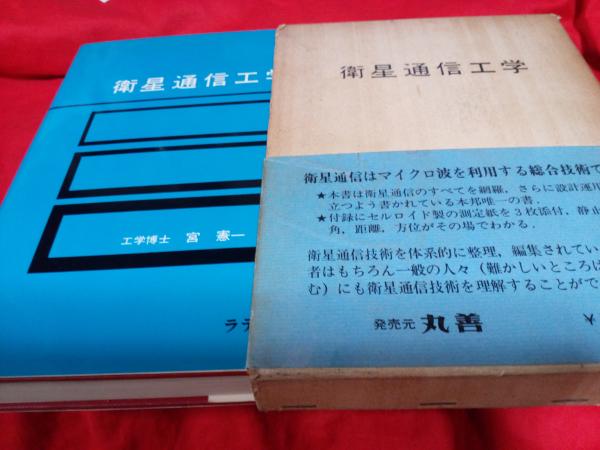 衛星通信工学
工学博士 宮 憲一
ラテ
衛星通信工学
衛星通信はマイクロ波を利用する総合技術で
★本書は衛星通信のすべてを網羅，さらに設計運用
立つよう書かれている本邦唯一の書．
★付録にセルロイド製の測定紙を3枚添付，静止
角，距離，方位がその場でわかる．
衛星通信技術を体系的に整理，編集されてい
者はもちろん一般の人々（難かしいところは
む）にも衛星通信技術を理解することがで
発売元 丸善